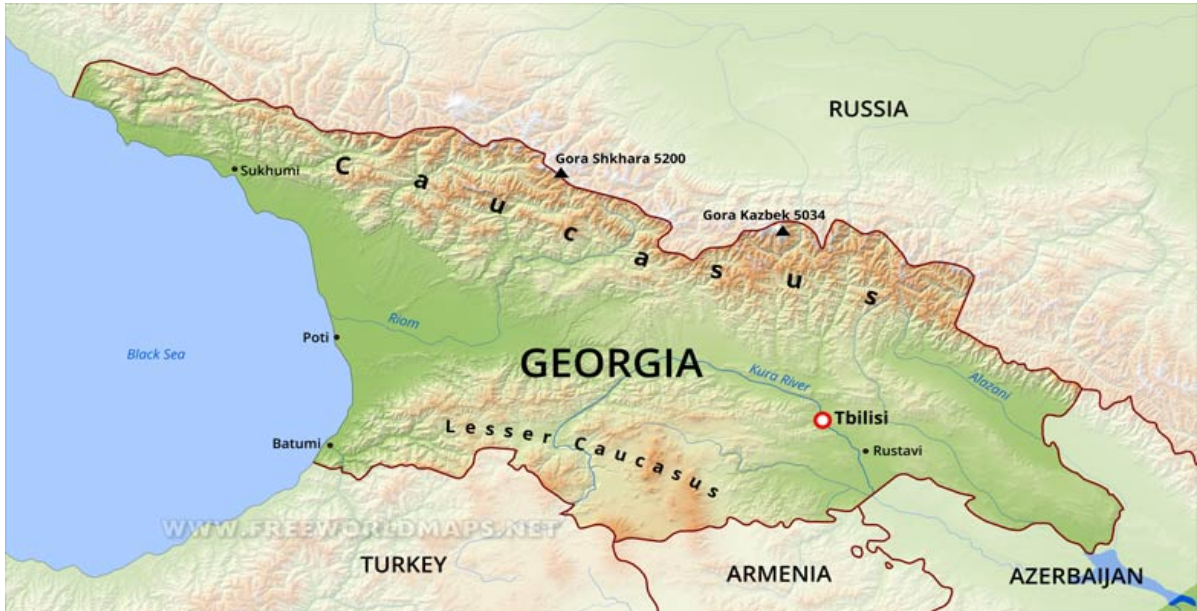 RUSSIA
Gora Shkhara 5200
Sukhumi
Caucasus
Gora Kazbek 5034
Riom
Poti
Black Sea
GEORGIA
Kura River
Alazani
Tbilisi
Batumi
Lesser Caucasus
Rustavi
WWW.FREEWORLDMAPS.NET
TURKEY
ARMENIA
AZERBAIJAN